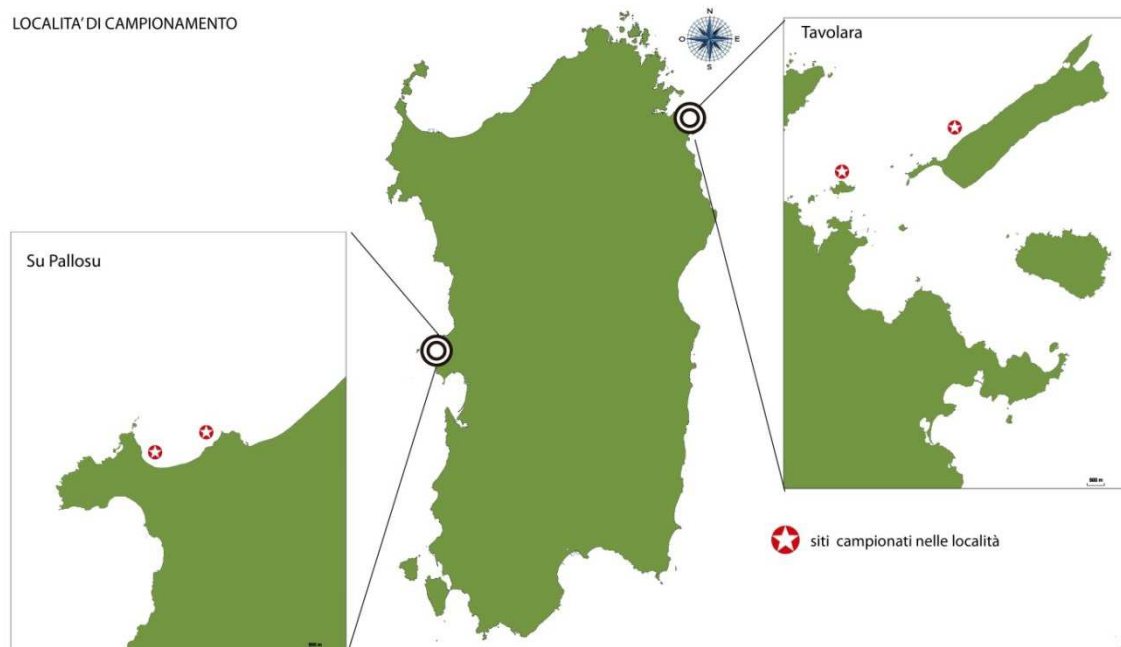 LOCALITA' DI CAMPIONAMENTO
N
O
E
S
Tavolara
Su Pallosu
siti campionati nelle località